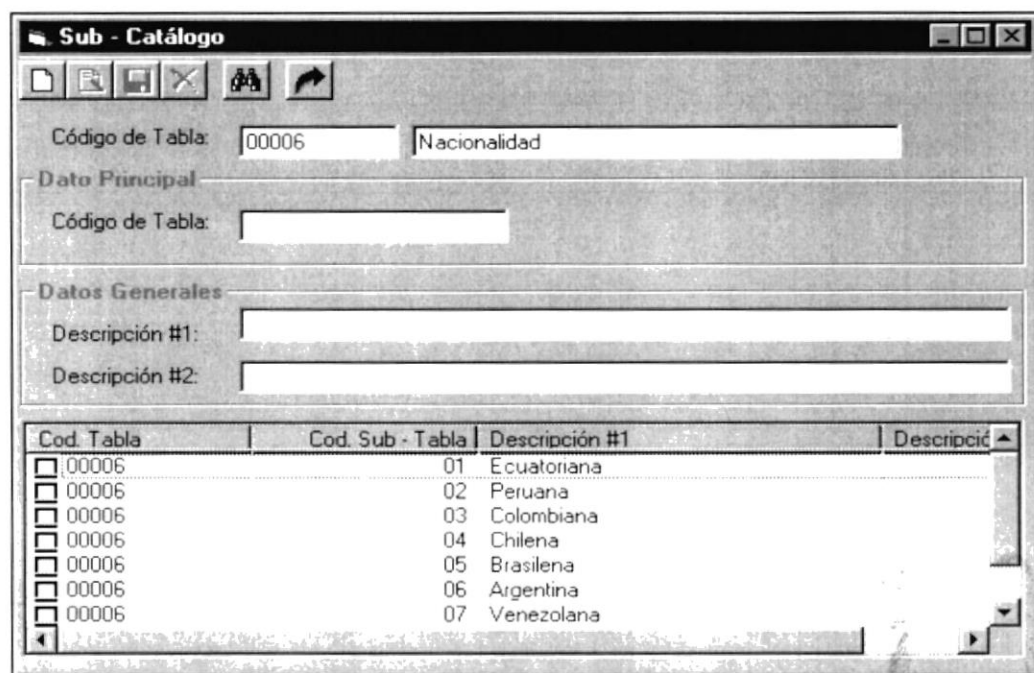 Sub - Catálogo
Código de Tabla: 00006 Nacionalidad
Dato Principal
Código de Tabla:
Datos Generales
Descripción #1:
Descripción #2:
Cod. Tabla Cod. Sub - Tabla Descripción #1 Descripció
00006 01 Ecuatoriana
00006 02 Peruana
00006 03 Colombiana
00006 04 Chilena
00006 05 Brasilena
00006 06 Argentina
00006 07 Venezolana